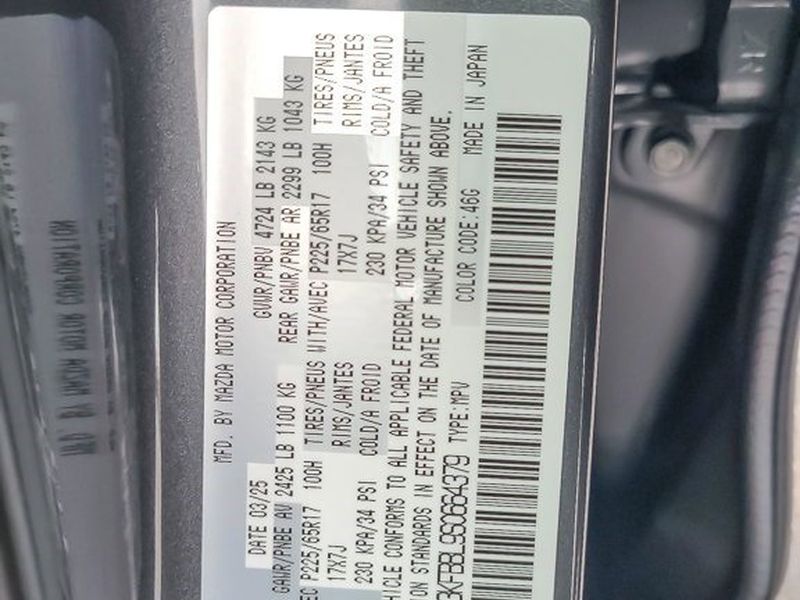 MFD. BY MAZDA MOTOR CORPORATION
DATE 03/25 GVWR/PNBV 4724 LB 2143 KG
GAWR/PNBE AV 2425 LB 1100 KG REAR GAWR/PNBE AR 2299 LB 1043 KG
EC P225/65R17 100H TIRES/PNEUS WITH/AVEC P225/65R17 100H TIRES/PNEUS
17X7J RIMS/JANTES 17X7J RIMS/JANTES
230 KPA/34 PSI COLD/A FROID 230 KPA/34 PSI COLD/A FROID
HICLE CONFORMS TO ALL APPLICABLE FEDERAL MOTOR VEHICLE SAFETY AND THEFT
ION STANDARDS IN EFFECT ON THE DATE OF MANUFACTURE SHOWN ABOVE.
3KFBBL9S0664379 TYPE:MPV COLOR CODE:46G MADE IN JAPAN